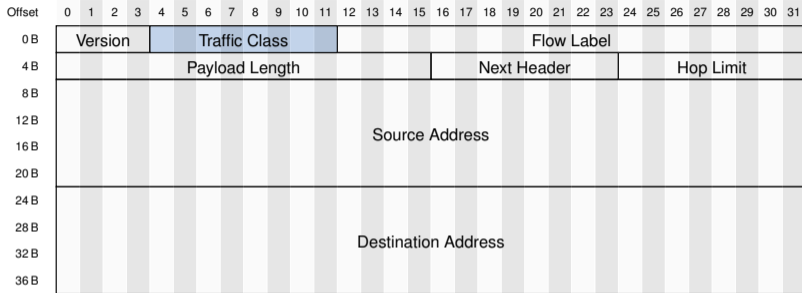 Offset 0 1 2 3 4 5 6 7 8 9 10 11 12 13 14 15 16 17 18 19 20 21 22 23 24 25 26 27 28 29 30 31
0 B Version Traffic Class Flow Label
4 B Payload Length Next Header Hop Limit
8 B
12 B
Source Address
16 B
20 B
24 B
28 B
Destination Address
32 B
36 B